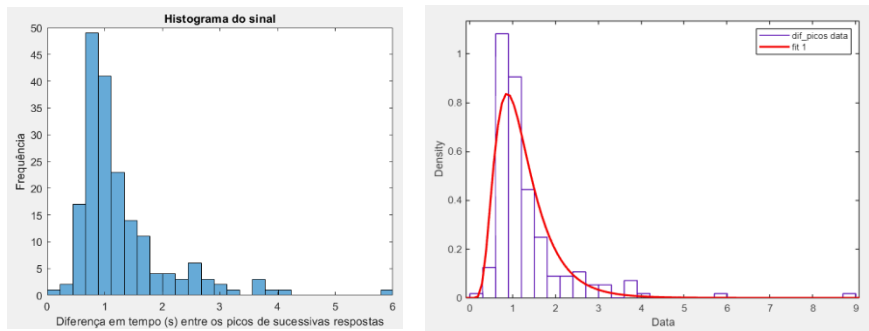 Histograma do sinal
50
45
40
35
30
25
20
15
10
5
0
Frequência
0 1 2 3 4 5 6
Diferença em tempo (s) entre os picos de sucessivas respostas
dif_picos data
fit 1
1
0.8
0.6
0.4
0.2
0
Density
0 1 2 3 4 5 6 7 8 9
Data